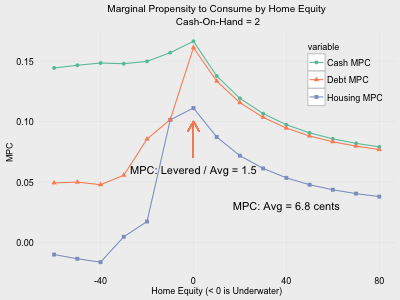 Marginal Propensity to Consume by Home Equity
Cash-On-Hand = 2
variable
Cash MPC
Debt MPC
Housing MPC
MPC
0.15
0.10
0.05
0.00
MPC: Levered / Avg = 1.5
MPC: Avg = 6.8 cents
-40
0
40
80
Home Equity (< 0 is Underwater)